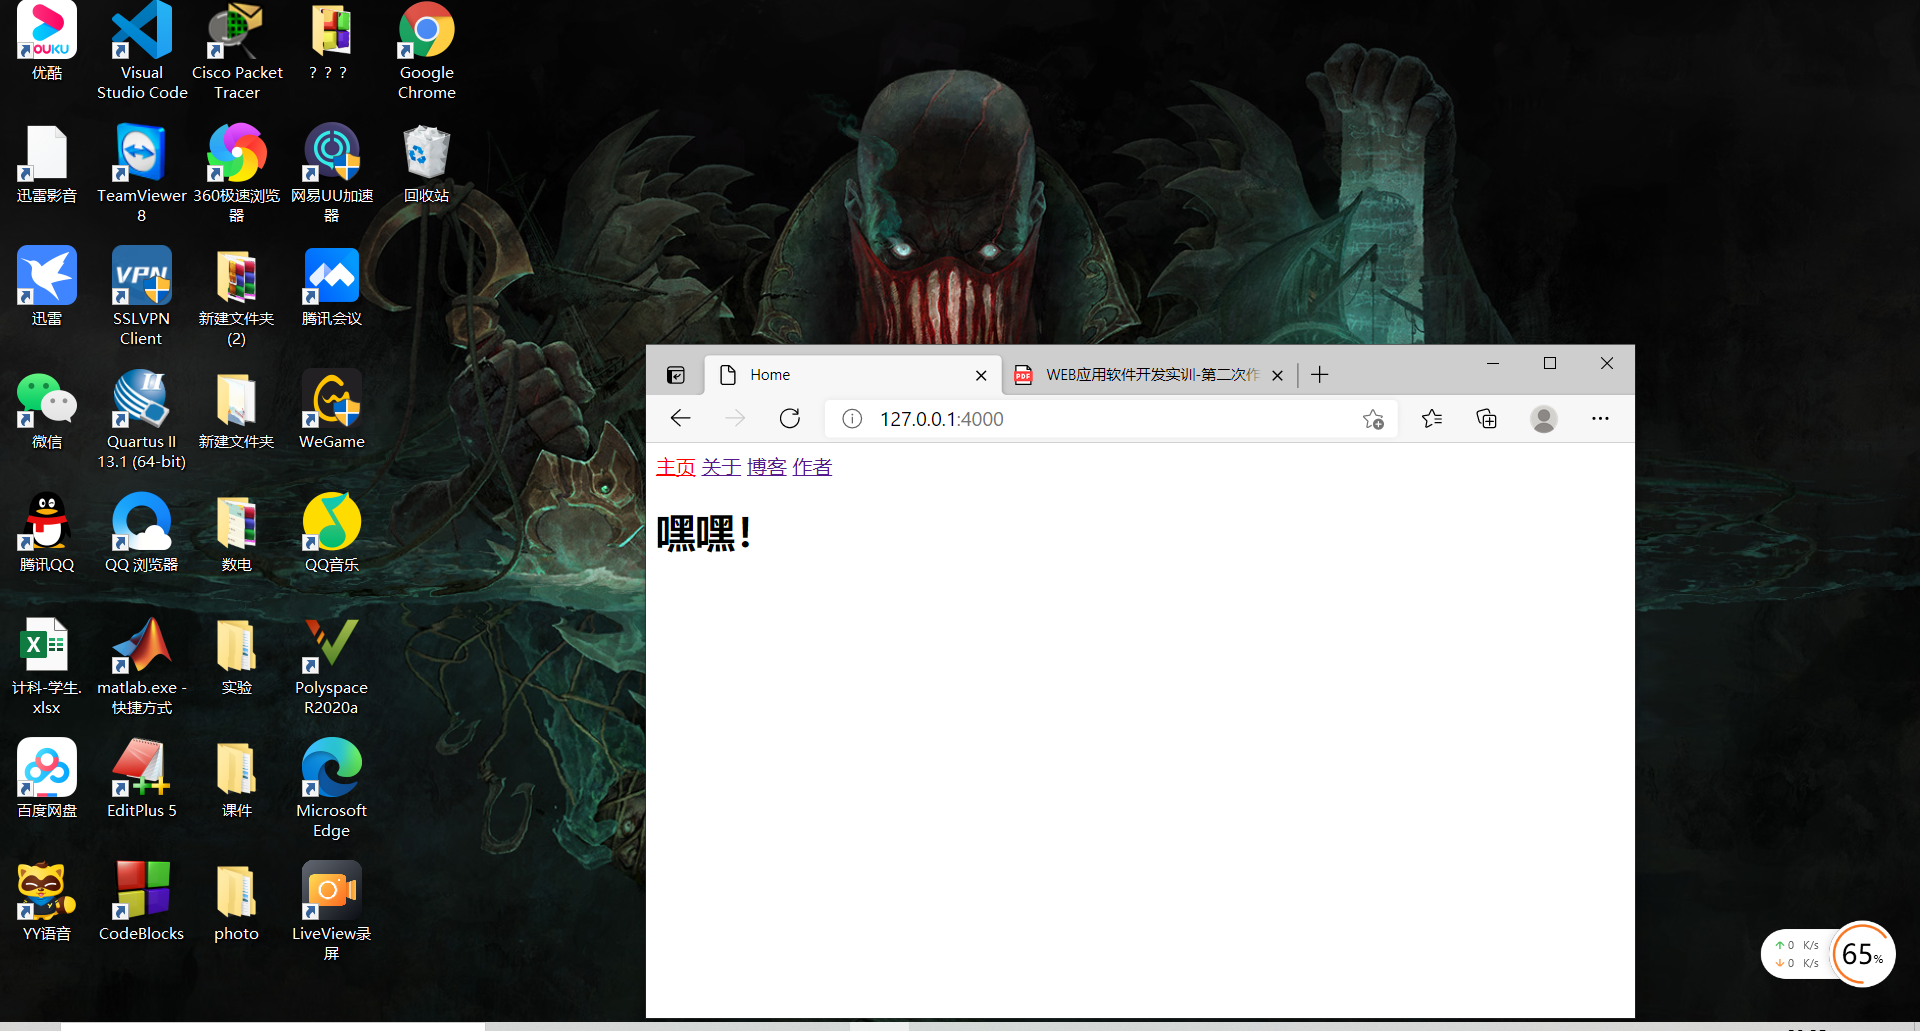 优酷
Visual
Studio Code
Cisco Packet
Tracer
？？？
Google
Chrome
迅雷影音
TeamViewer
8
360极速浏览
器
网易UU加速
器
回收站
迅雷
VPN
SSLVPN
Client
新建文件夹
(2)
腾讯会议
微信
II
Quartus II
13.1 (64-bit)
新建文件夹
WeGame
腾讯QQ
QQ 浏览器
数电
QQ音乐
X
计科-学生.
xlsx
matlab.exe -
快捷方式
实验
Polyspace
R2020a
百度网盘
EditPlus 5
课件
Microsoft
Edge
YY语音
CodeBlocks
photo
LiveView录
屏
Home
PDF
WEB应用软件开发实训-第二次作
127.0.0.1:4000
主页 关于 博客 作者
嘿嘿！
0 K/s
0 K/s
65%